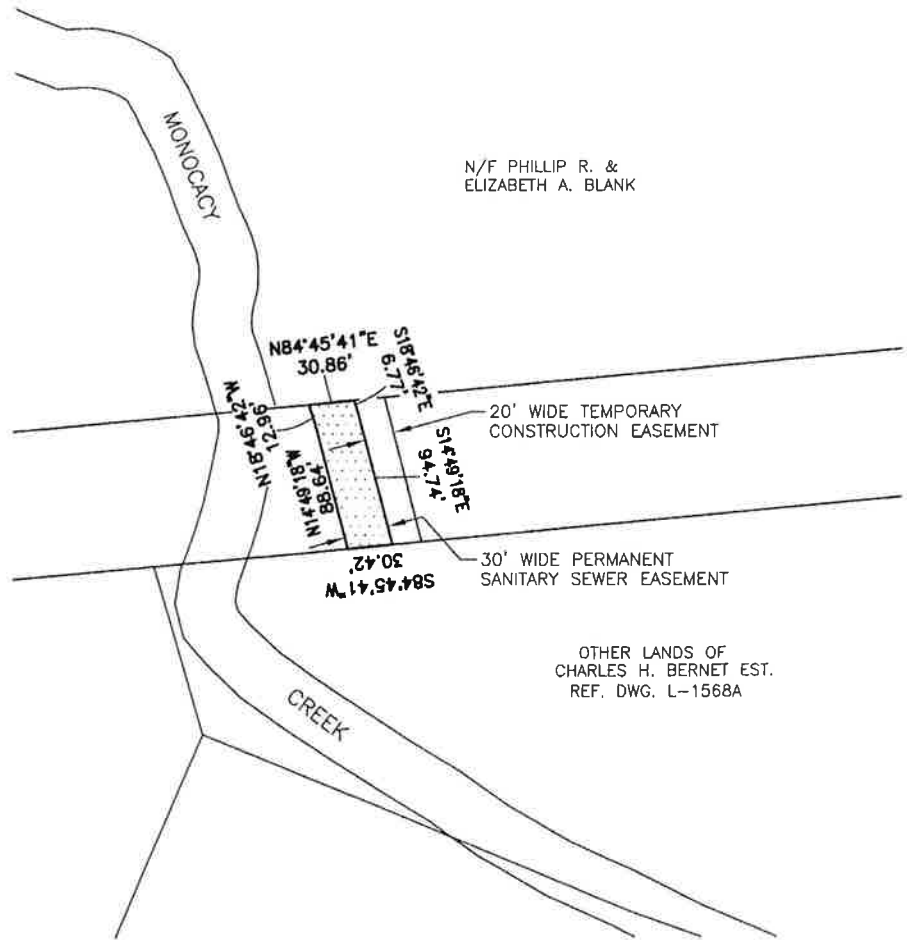 MONOCACY
N/F PHILLIP R. &
ELIZABETH A. BLANK
N84°45'41"E
30.86'
S18°46'42"E
6.77'
N18°46'42"W
12.96'
20' WIDE TEMPORARY
CONSTRUCTION EASEMENT
N14°49'18"W
88.64'
S14°49'18"E
94.74'
30' WIDE PERMANENT
SANITARY SEWER EASEMENT
S84°45'41"W
30.42'
OTHER LANDS OF
CHARLES H. BERNET EST.
REF. DWG. L-1568A
CREEK